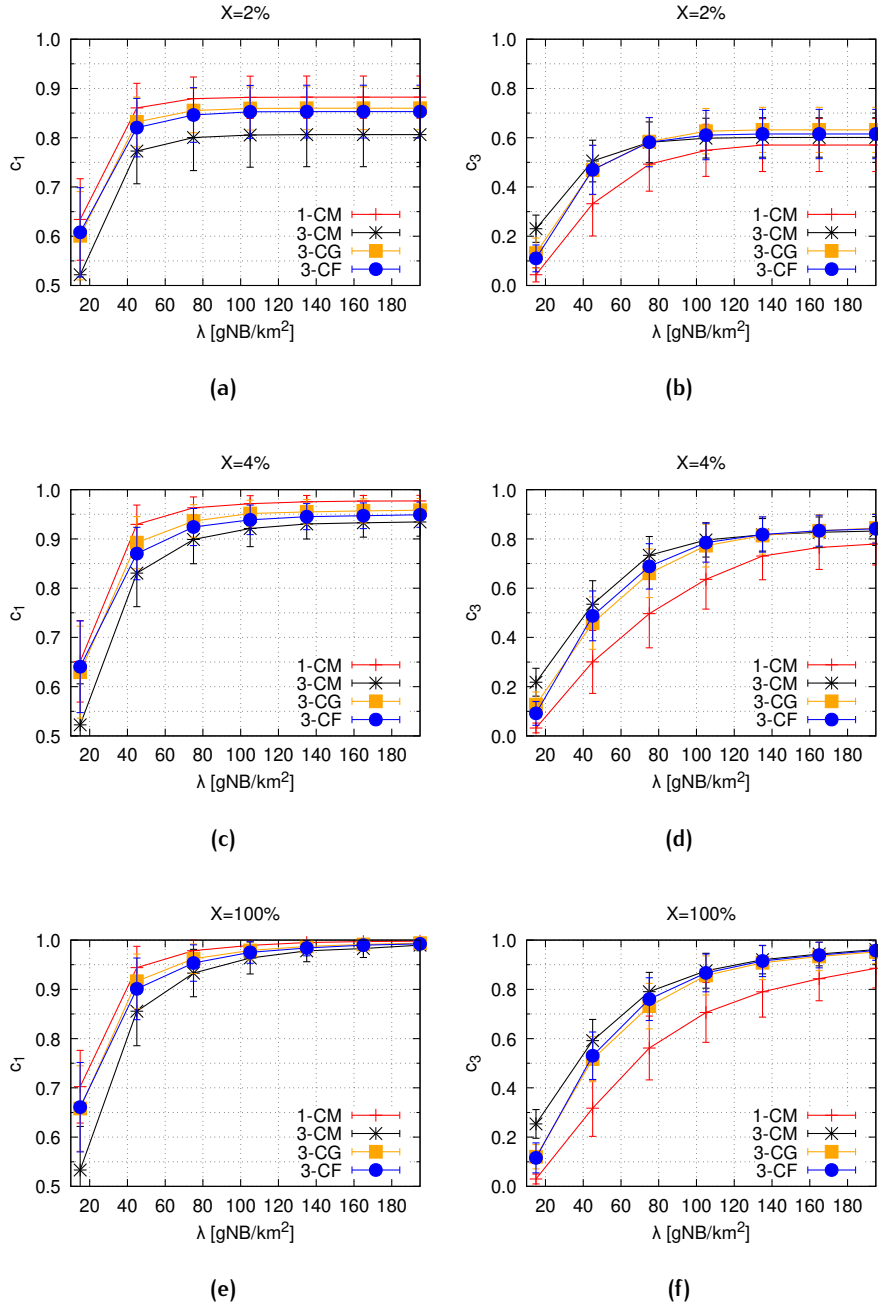 X=2%
1.0
0.9
0.8
0.7
0.6
0.5
c1
20 40 60 80 100 120 140 160 180
λ [gNB/km²]
1-CM
3-CM
3-CG
3-CF
(a)
X=2%
1.0
0.8
0.6
0.4
0.2
0.0
c3
20 40 60 80 100 120 140 160 180
λ [gNB/km²]
1-CM
3-CM
3-CG
3-CF
(b)
X=4%
1.0
0.9
0.8
0.7
0.6
0.5
c1
20 40 60 80 100 120 140 160 180
λ [gNB/km²]
1-CM
3-CM
3-CG
3-CF
(c)
X=4%
1.0
0.8
0.6
0.4
0.2
0.0
c3
20 40 60 80 100 120 140 160 180
λ [gNB/km²]
1-CM
3-CM
3-CG
3-CF
(d)
X=100%
1.0
0.9
0.8
0.7
0.6
0.5
c1
20 40 60 80 100 120 140 160 180
λ [gNB/km²]
1-CM
3-CM
3-CG
3-CF
(e)
X=100%
1.0
0.8
0.6
0.4
0.2
0.0
c3
20 40 60 80 100 120 140 160 180
λ [gNB/km²]
1-CM
3-CM
3-CG
3-CF
(f)